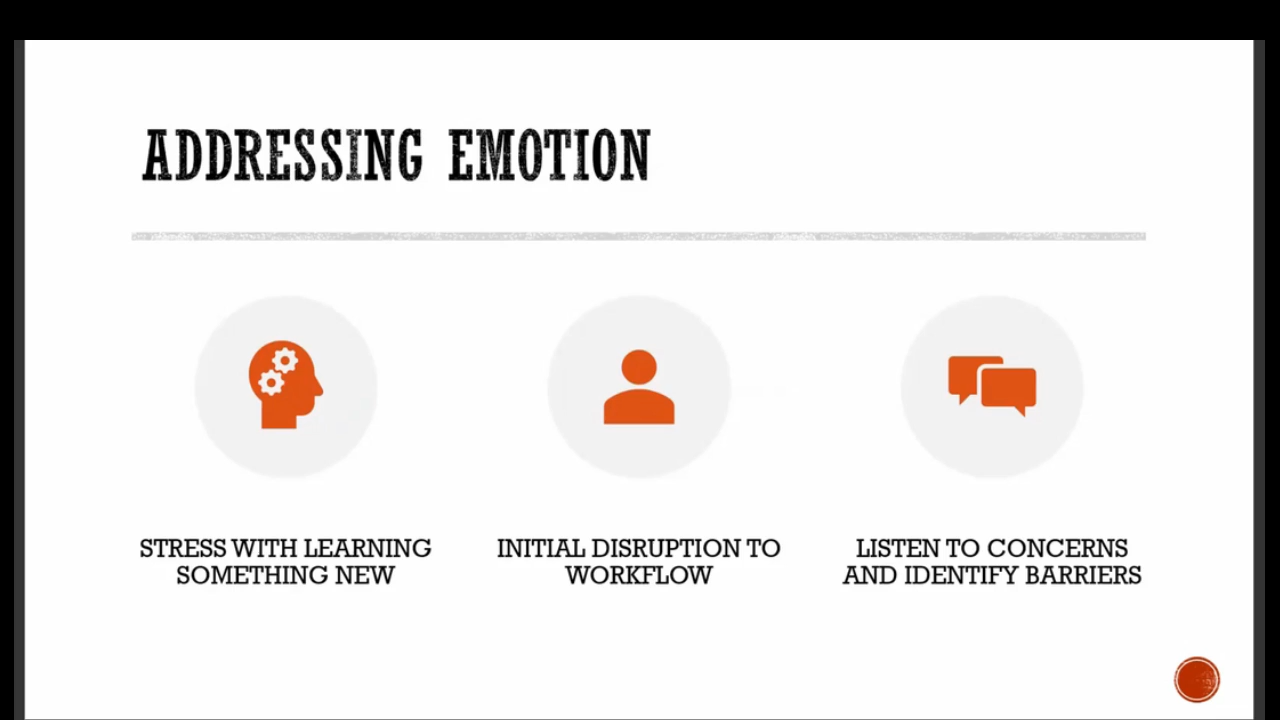 ADDRESSING EMOTION
STRESS WITH LEARNING
SOMETHING NEW
INITIAL DISRUPTION TO
WORKFLOW
LISTEN TO CONCERNS
AND IDENTIFY BARRIERS